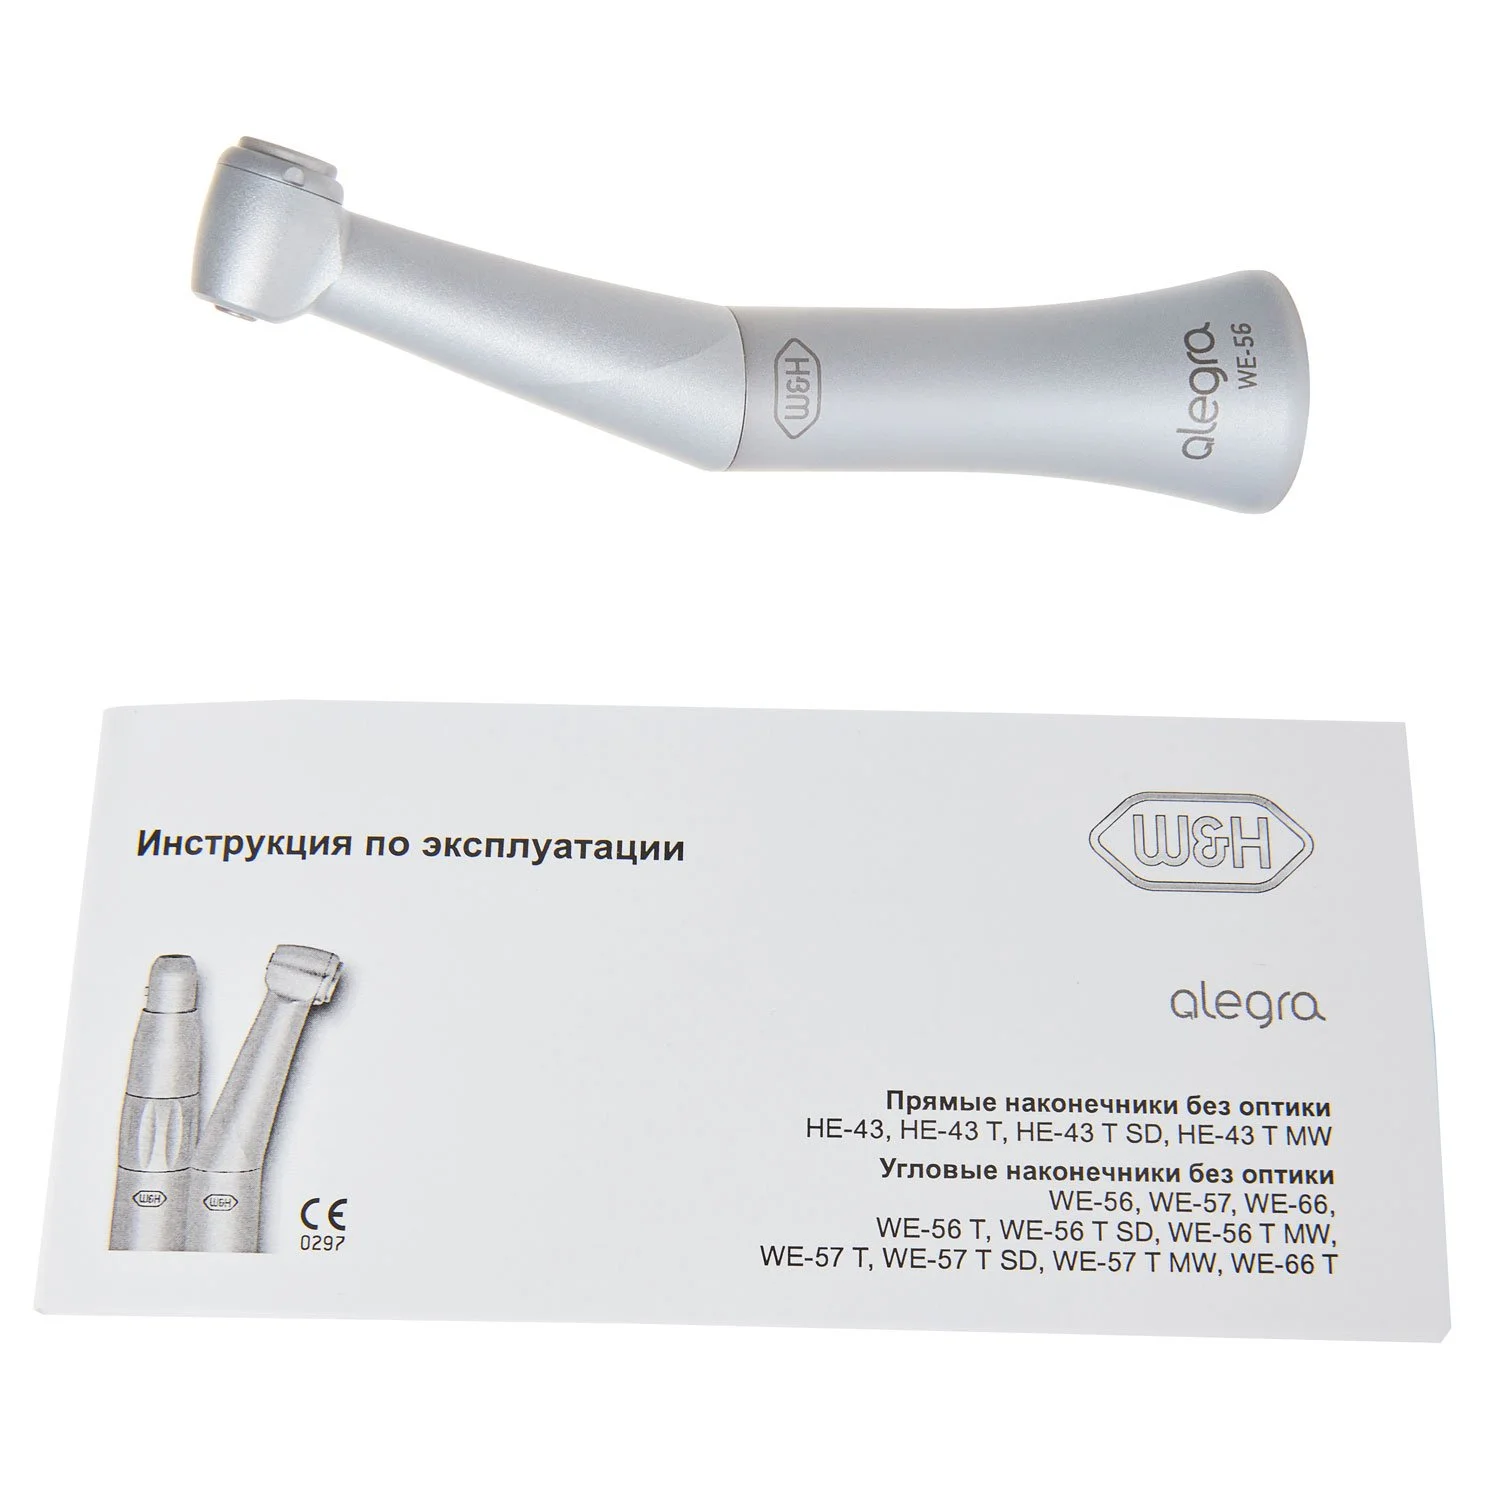 W&H
alegra
WE-56
Инструкция по эксплуатации
W&H
alegra
Прямые наконечники без оптики
HE-43, HE-43 T, HE-43 T SD, HE-43 T MW
Угловые наконечники без оптики
WE-56, WE-57, WE-66,
WE-56 T, WE-56 T SD, WE-56 T MW,
WE-57 T, WE-57 T SD, WE-57 T MW, WE-66 T
W&H
W&H
CE
0297